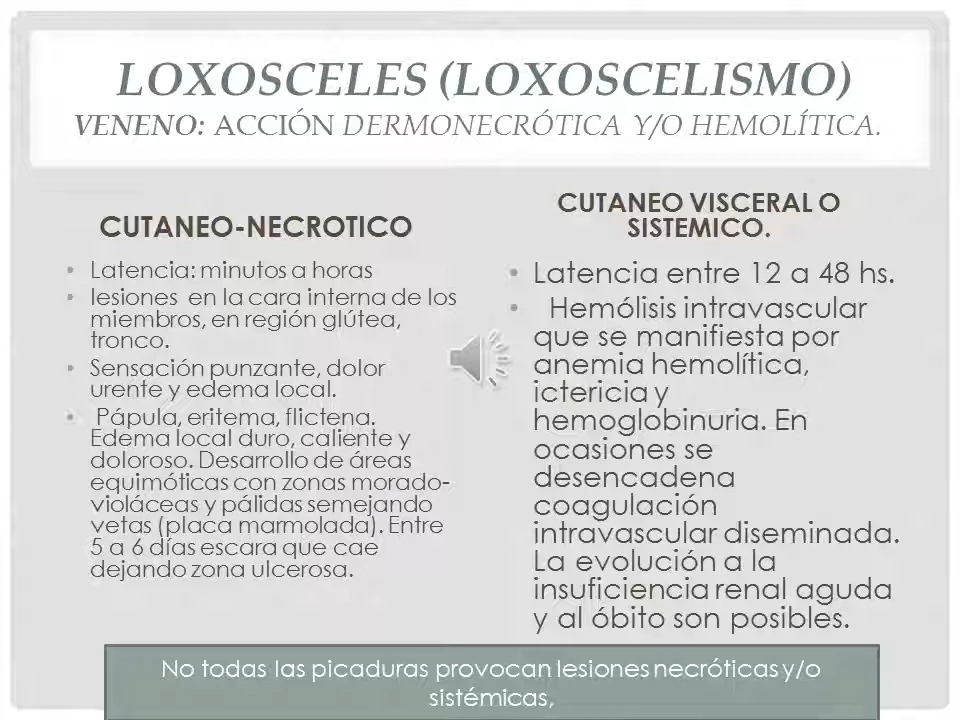 LOXOSCELES (LOXOSCELISMO)
VENENO: ACCIÓN DERMONECRÓTICA Y/O HEMOLÍTICA.
CUTANEO-NECROTICO
• Latencia: minutos a horas
• lesiones en la cara interna de los
miembros, en región glútea,
tronco.
• Sensación punzante, dolor
urente y edema local.
• Pápula, eritema, flictena.
Edema local duro, caliente y
doloroso. Desarrollo de áreas
equimóticas con zonas morado-
violáceas y pálidas semejando
vetas (placa marmolada). Entre
5 a 6 días escara que cae
dejando zona ulcerosa.
CUTANEO VISCERAL O
SISTEMICO.
• Latencia entre 12 a 48 hs.
• Hemólisis intravascular
que se manifiesta por
anemia hemolítica,
ictericia y
hemoglobinuria. En
ocasiones se
desencadena
coagulación
intravascular diseminada.
La evolución a la
insuficiencia renal aguda
y al óbito son posibles.
No todas las picaduras provocan lesiones necróticas y/o
sistémicas,